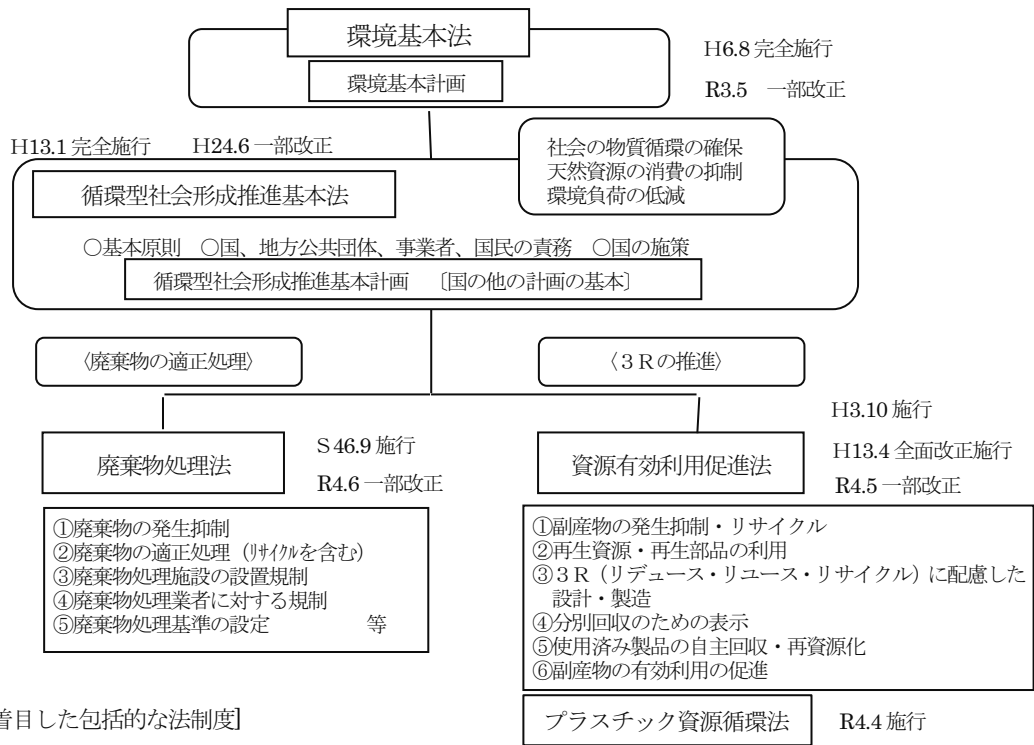 環境基本法
環境基本計画
H6.8 完全施行
R3.5 一部改正
H13.1 完全施行 H24.6 一部改正
社会の物質循環の確保
天然資源の消費の抑制
環境負荷の低減
循環型社会形成推進基本法
○基本原則 ○国、地方公共団体、事業者、国民の責務 ○国の施策
循環型社会形成推進基本計画 〔国の他の計画の基本〕
〈廃棄物の適正処理〉
〈3Rの推進〉
廃棄物処理法
S46.9 施行
R4.6 一部改正
資源有効利用促進法
H3.10 施行
H13.4 全面改正施行
R4.5 一部改正
①廃棄物の発生抑制
②廃棄物の適正処理（ﾘｻｲｸﾙを含む）
③廃棄物処理施設の設置規制
④廃棄物処理業者に対する規制
⑤廃棄物処理基準の設定 等
①副産物の発生抑制・リサイクル
②再生資源・再生部品の利用
③３Ｒ（リデュース・リユース・リサイクル）に配慮した
設計・製造
④分別回収のための表示
⑤使用済み製品の自主回収・再資源化
⑥副産物の有効利用の促進
着目した包括的な法制度]
プラスチック資源循環法 R4.4 施行